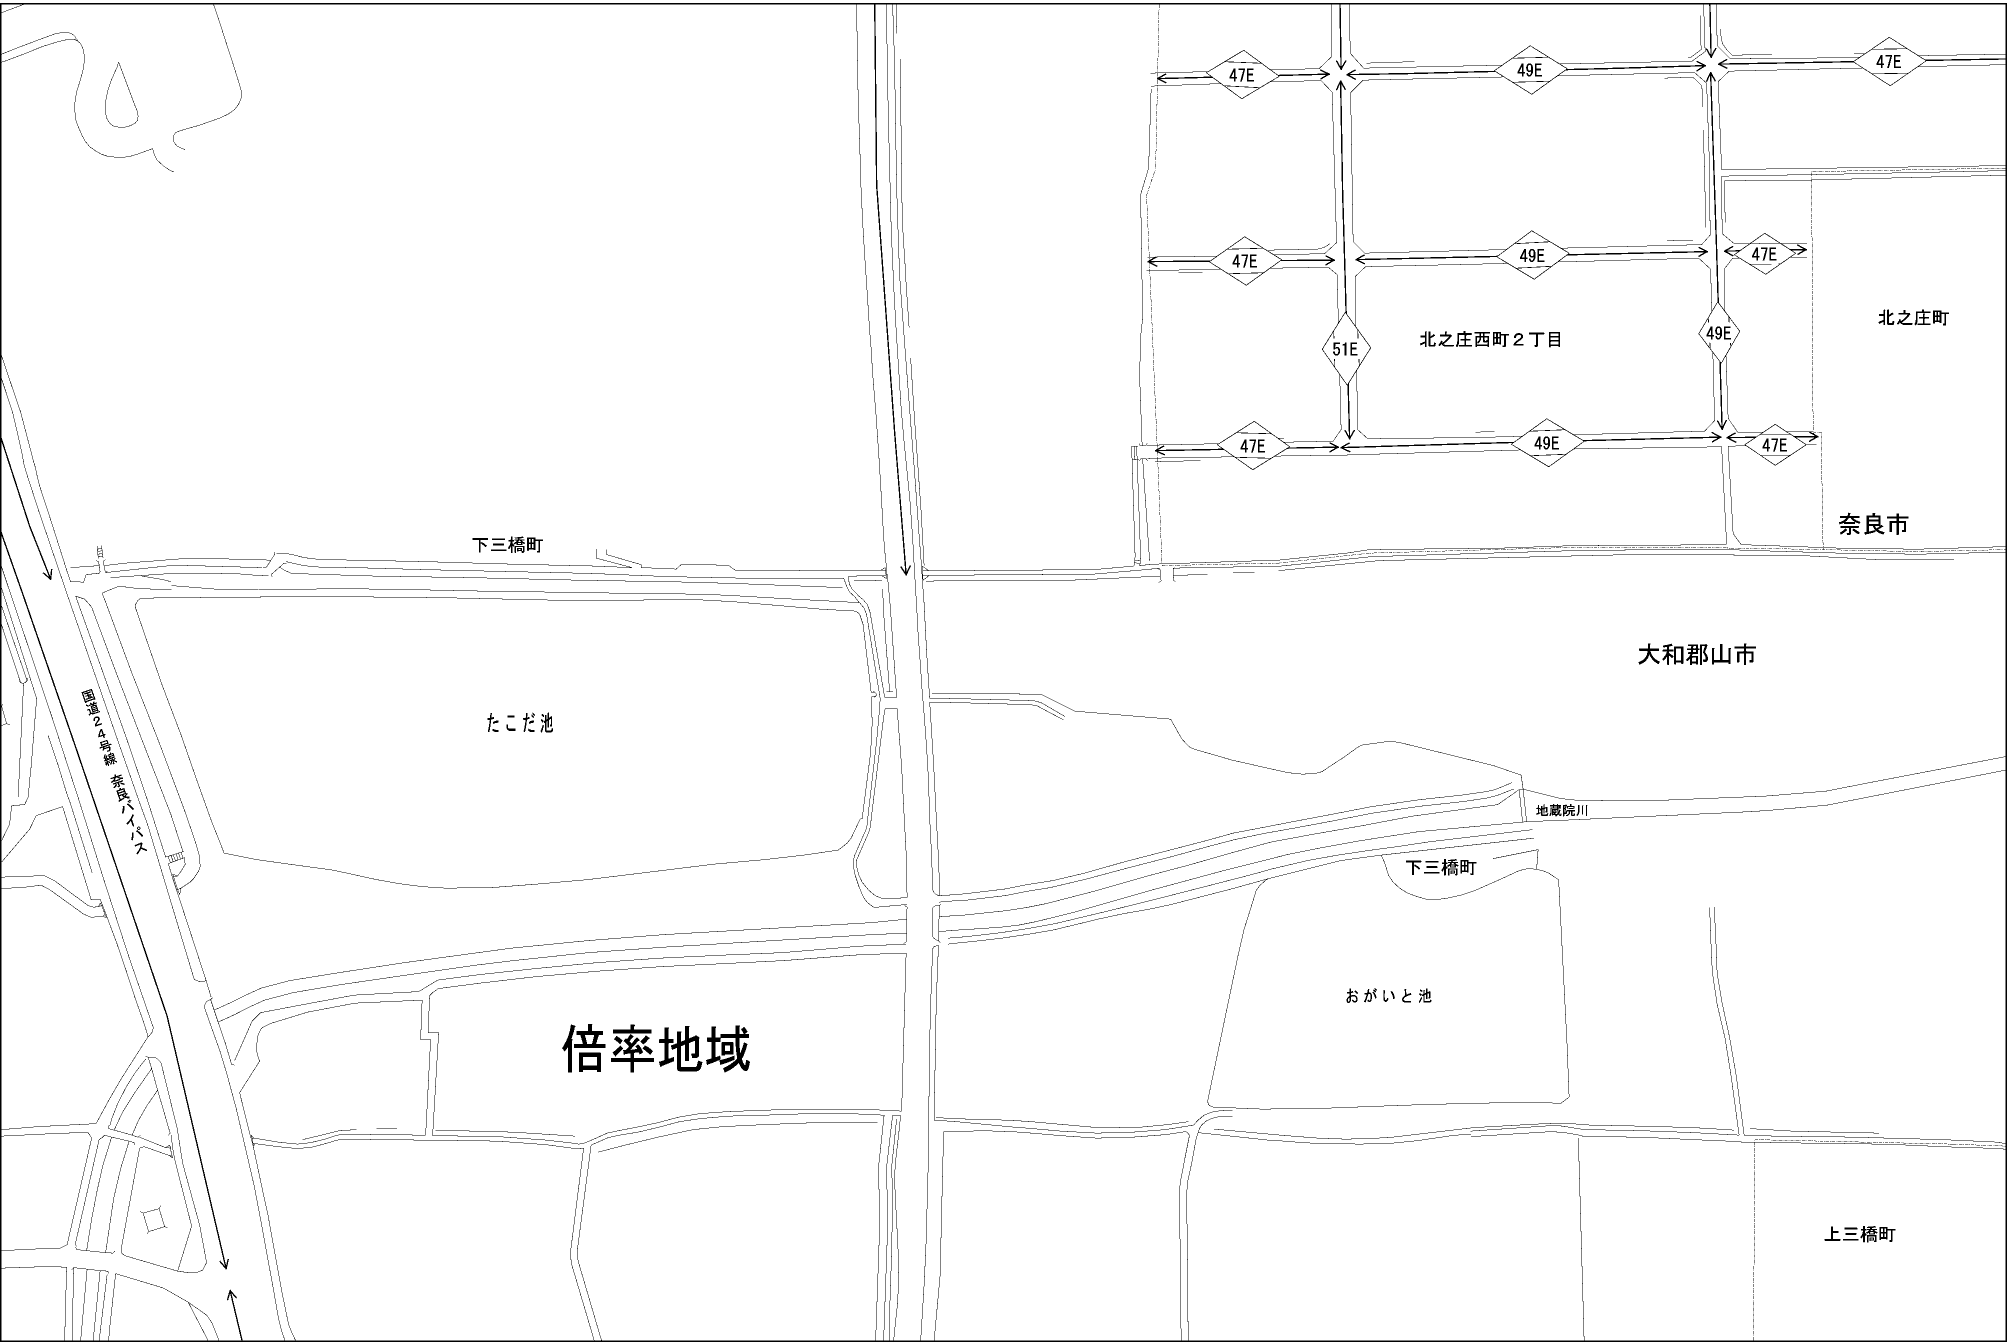 47E
49E
47E
47E
49E
47E
北之庄町
51E
北之庄西町２丁目
49E
47E
49E
47E
奈良市
下三橋町
大和郡山市
国道２４号線 奈良バイパス
たこだ池
地蔵院川
下三橋町
おがいと池
倍率地域
上三橋町